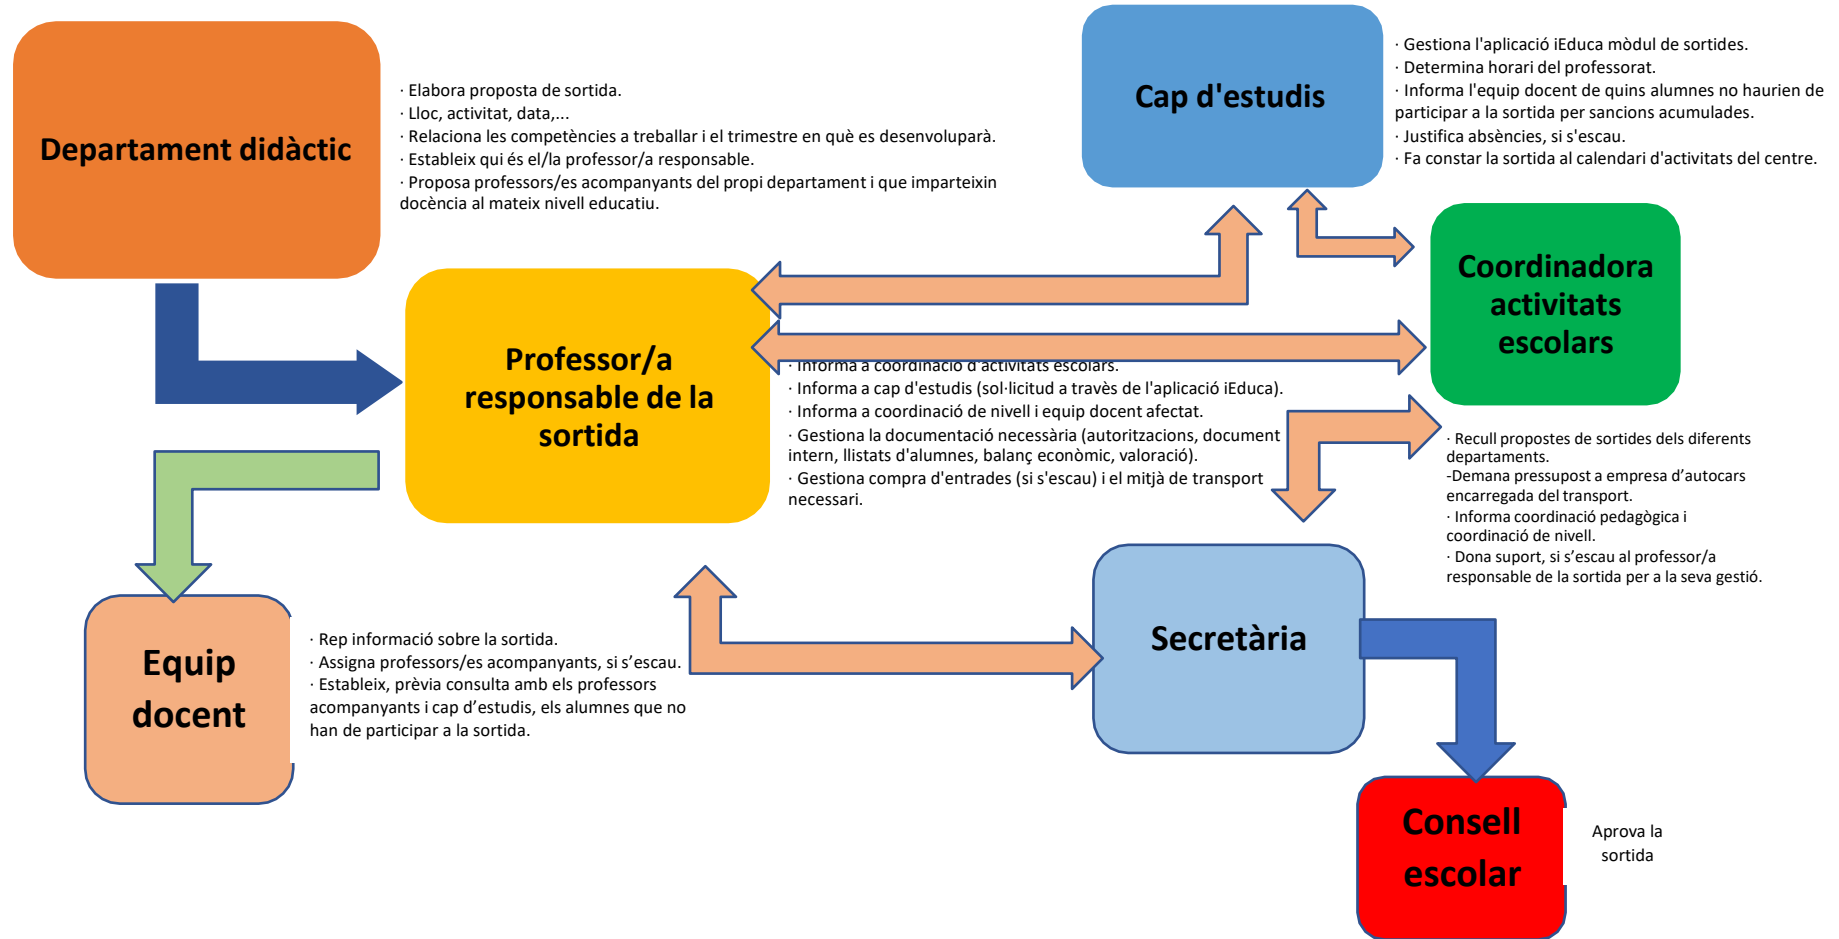 Departament didàctic
· Elabora proposta de sortida.
· Lloc, activitat, data,...
· Relaciona les competències a treballar i el trimestre en què es desenvoluparà.
· Estableix qui és el/la professor/a responsable.
· Proposa professors/es acompanyants del propi departament i que imparteixin
docència al mateix nivell educatiu.
Cap d'estudis
· Gestiona l'aplicació iEduca mòdul de sortides.
· Determina horari del professorat.
· Informa l'equip docent de quins alumnes no haurien de
participar a la sortida per sancions acumulades.
· Justifica absències, si s'escau.
· Fa constar la sortida al calendari d'activitats del centre.
Coordinadora
activitats
escolars
Professor/a
responsable de la
sortida
· Informa a coordinació d'activitats escolars.
· Informa a cap d'estudis (sol·licitud a travès de l'aplicació iEduca).
· Informa a coordinació de nivell i equip docent afectat.
· Gestiona la documentació necessària (autoritzacions, document
intern, llistats d'alumnes, balanç econòmic, valoració).
· Gestiona compra d'entrades (si s'escau) i el mitjà de transport
necessari.
· Recull propostes de sortides dels diferents
departaments.
-Demana pressupost a empresa d’autocars
encarregada del transport.
· Informa coordinació pedagògica i
coordinació de nivell.
· Dona suport, si s’escau al professor/a
responsable de la sortida per a la seva gestió.
Equip
docent
· Rep informació sobre la sortida.
· Assigna professors/es acompanyants, si s’escau.
· Estableix, prèvia consulta amb els professors
acompanyants i cap d’estudis, els alumnes que no
han de participar a la sortida.
Secretària
Consell
escolar
Aprova la
sortida